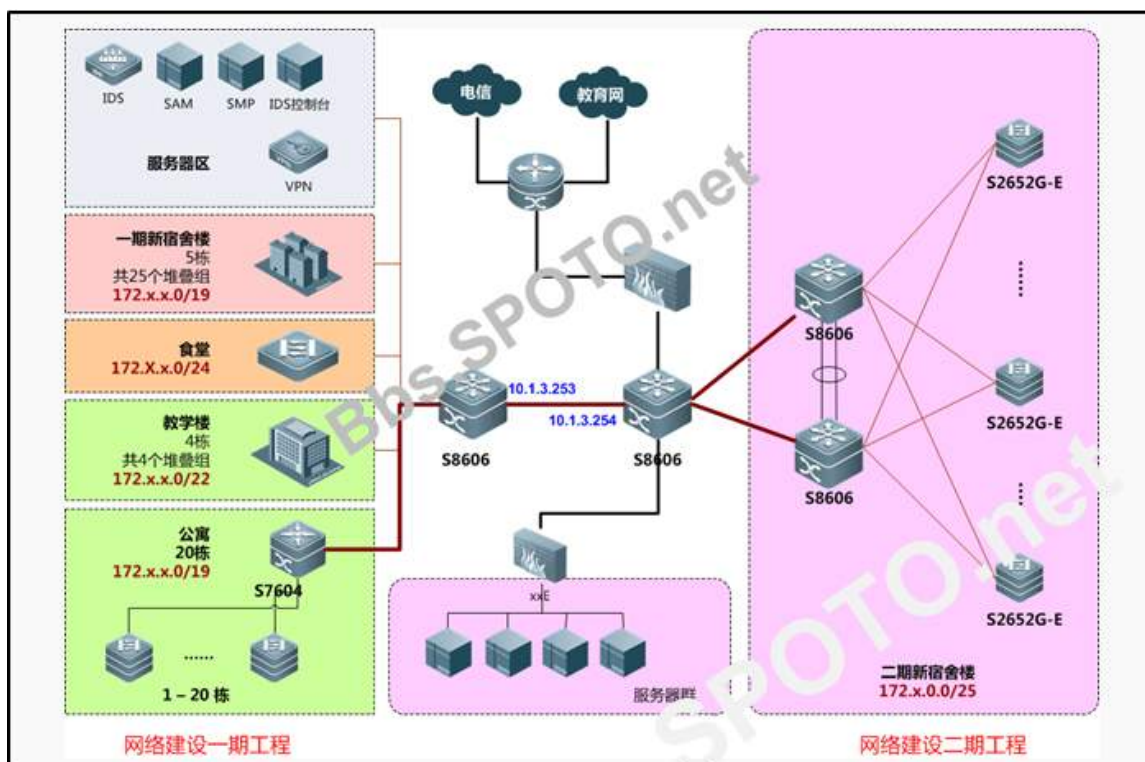 电信
教育网
IDS
SAM
SMP
IDS控制台
服务器区
VPN
一期新宿舍楼
5栋
共25个堆叠组
172.x.x.0/19
食堂
172.X.x.0/24
教学楼
4栋
共4个堆叠组
172.x.x.0/22
公寓
20栋
172.x.x.0/19
S7604
......
1 – 20 栋
10.1.3.253
10.1.3.254
S8606
S8606
xxE
服务器群
S8606
S8606
S2652G-E
......
S2652G-E
......
S2652G-E
二期新宿舍楼
172.x.0.0/25
网络建设一期工程
网络建设二期工程
Bbs.SPOTO.net
SPOTO.net